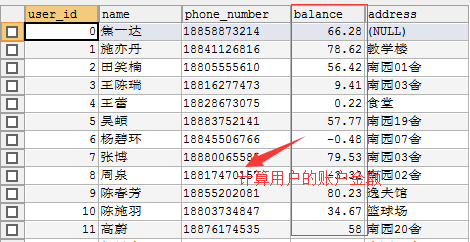 user_id name phone_number balance address
0 焦一达 18858873214 66.28 (NULL)
1 施亦丹 18841126816 78.62 教学楼
2 田笑楠 18805555610 56.42 南园01舍
3 王陈瑞 18816277473 9.41 南园03舍
4 王蕾 18828673075 0.22 食堂
5 吴頔 18883752141 57.77 南园19舍
6 杨碧环 18845506766 -0.48 南园07舍
7 张博 1888006558 79.53 南园03舍
计算用户的账户金额
8 周泉 1881747015 南园02舍
9 陈春芳 18855202081 80.23 逸夫馆
10 陈施羽 18803734847 34.67 篮球场
11 高蔚 18876174535 58 南园20舍